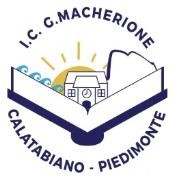 I.C. G.MACHERIONE
CALATABIANO - PIEDIMONTE